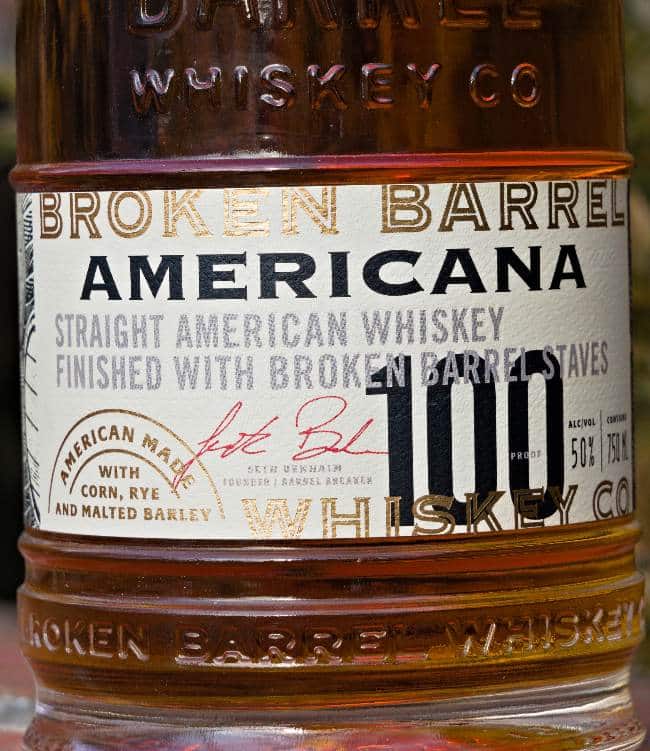 BARREL
WHISKEY CO
BROKEN BARREL
AMERICANA
STRAIGHT AMERICAN WHISKEY
FINISHED WITH BROKEN BARREL STAVES
100
PROOF
ALC/VOL
50%
CONTAINS
750 ML
AMERICAN MADE
WITH
CORN, RYE
AND MALTED BARLEY
SETH BENHAIM
FOUNDER | BARREL BREAKER
WHISKEY CO
BROKEN BARREL WHISKEY